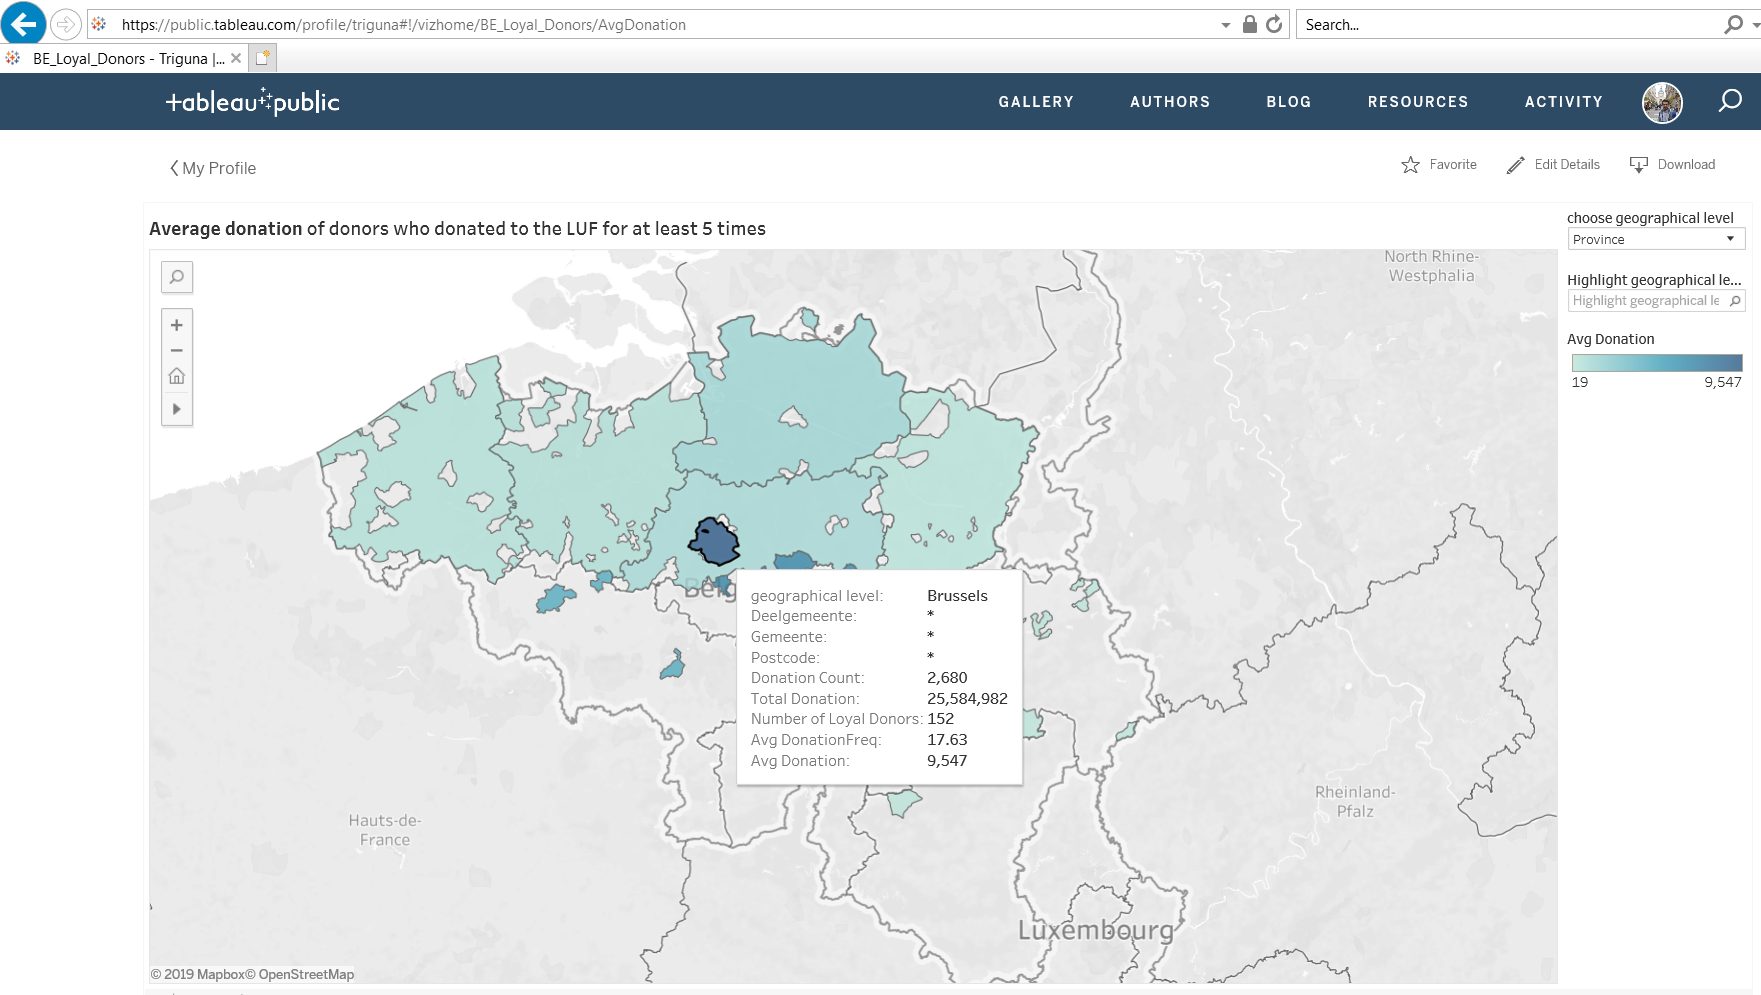 https://public.tableau.com/profile/triguna#!/vizhome/BE_Loyal_Donors/AvgDonation
Search...
BE_Loyal_Donors - Triguna |...
tableau public
GALLERY
AUTHORS
BLOG
RESOURCES
ACTIVITY
My Profile
Favorite
Edit Details
Download
Average donation of donors who donated to the LUF for at least 5 times
choose geographical level
Province
Highlight geographical le...
Highlight geographical le
Avg Donation
19 9,547
North Rhine-
Westphalia
Belg
geographical level: Brussels
Deelgemeente: *
Gemeente: *
Postcode: *
Donation Count: 2,680
Total Donation: 25,584,982
Number of Loyal Donors: 152
Avg DonationFreq: 17.63
Avg Donation: 9,547
Hauts-de-
France
Rheinland-
Pfalz
Luxembourg
© 2019 Mapbox© OpenStreetMap